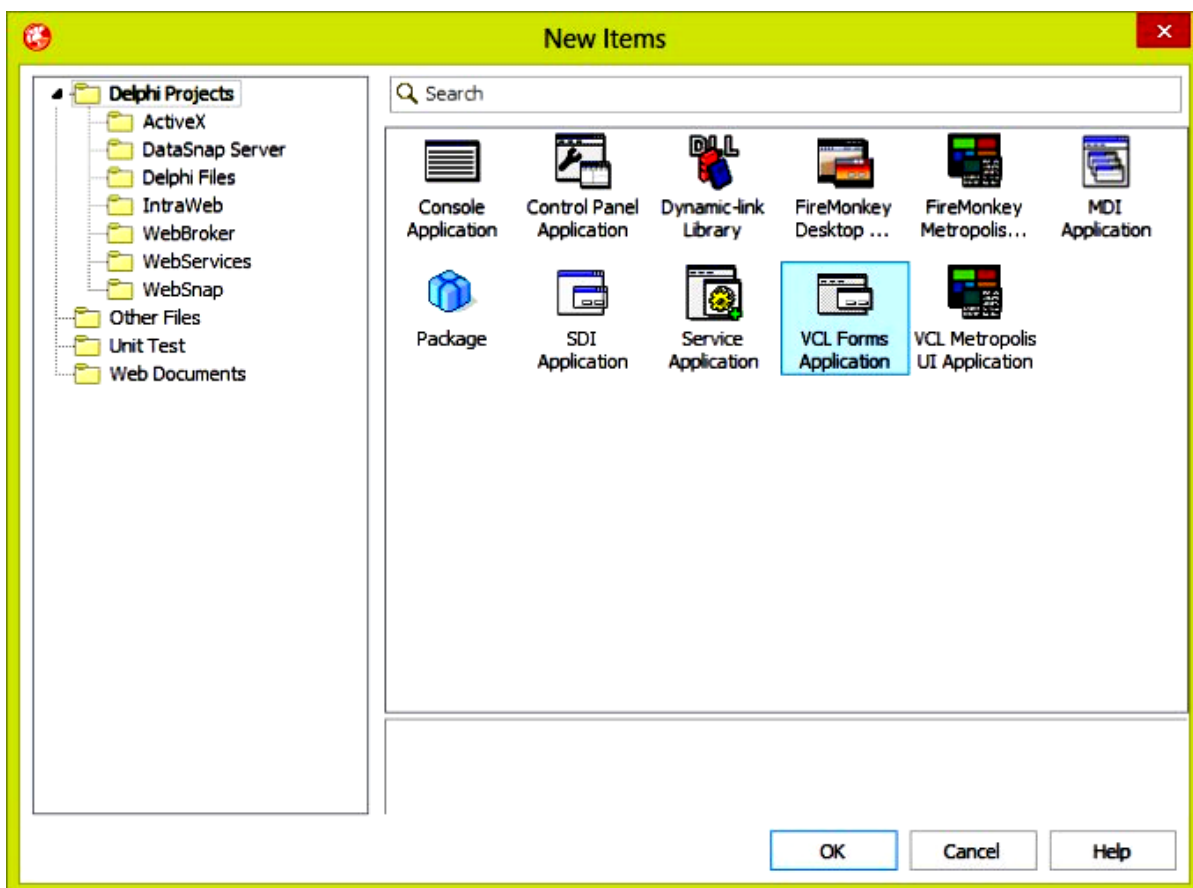 New Items
Delphi Projects
ActiveX
DataSnap Server
Delphi Files
IntraWeb
WebBroker
WebServices
WebSnap
Other Files
Unit Test
Web Documents
Search
DLL
Console
Application
Control Panel
Application
Dynamic-link
Library
FireMonkey
Desktop ...
FireMonkey
Metropolis...
MDI
Application
Package
SDI
Application
Service
Application
VCL Forms
Application
VCL Metropolis
UI Application
OK
Cancel
Help